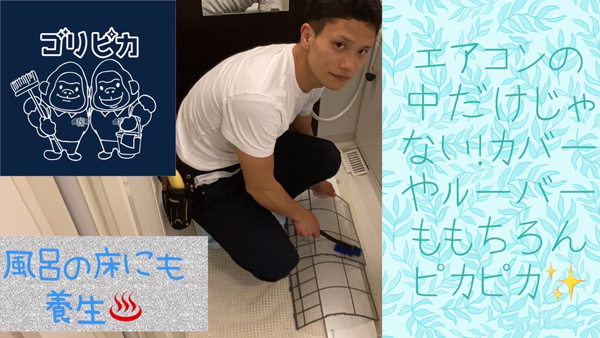 ゴリピカ
エアコンの
中だけじゃ
ない!カバー
やルーバー
ももちろん
ピカピカ✨
風呂の床にも
養生♨